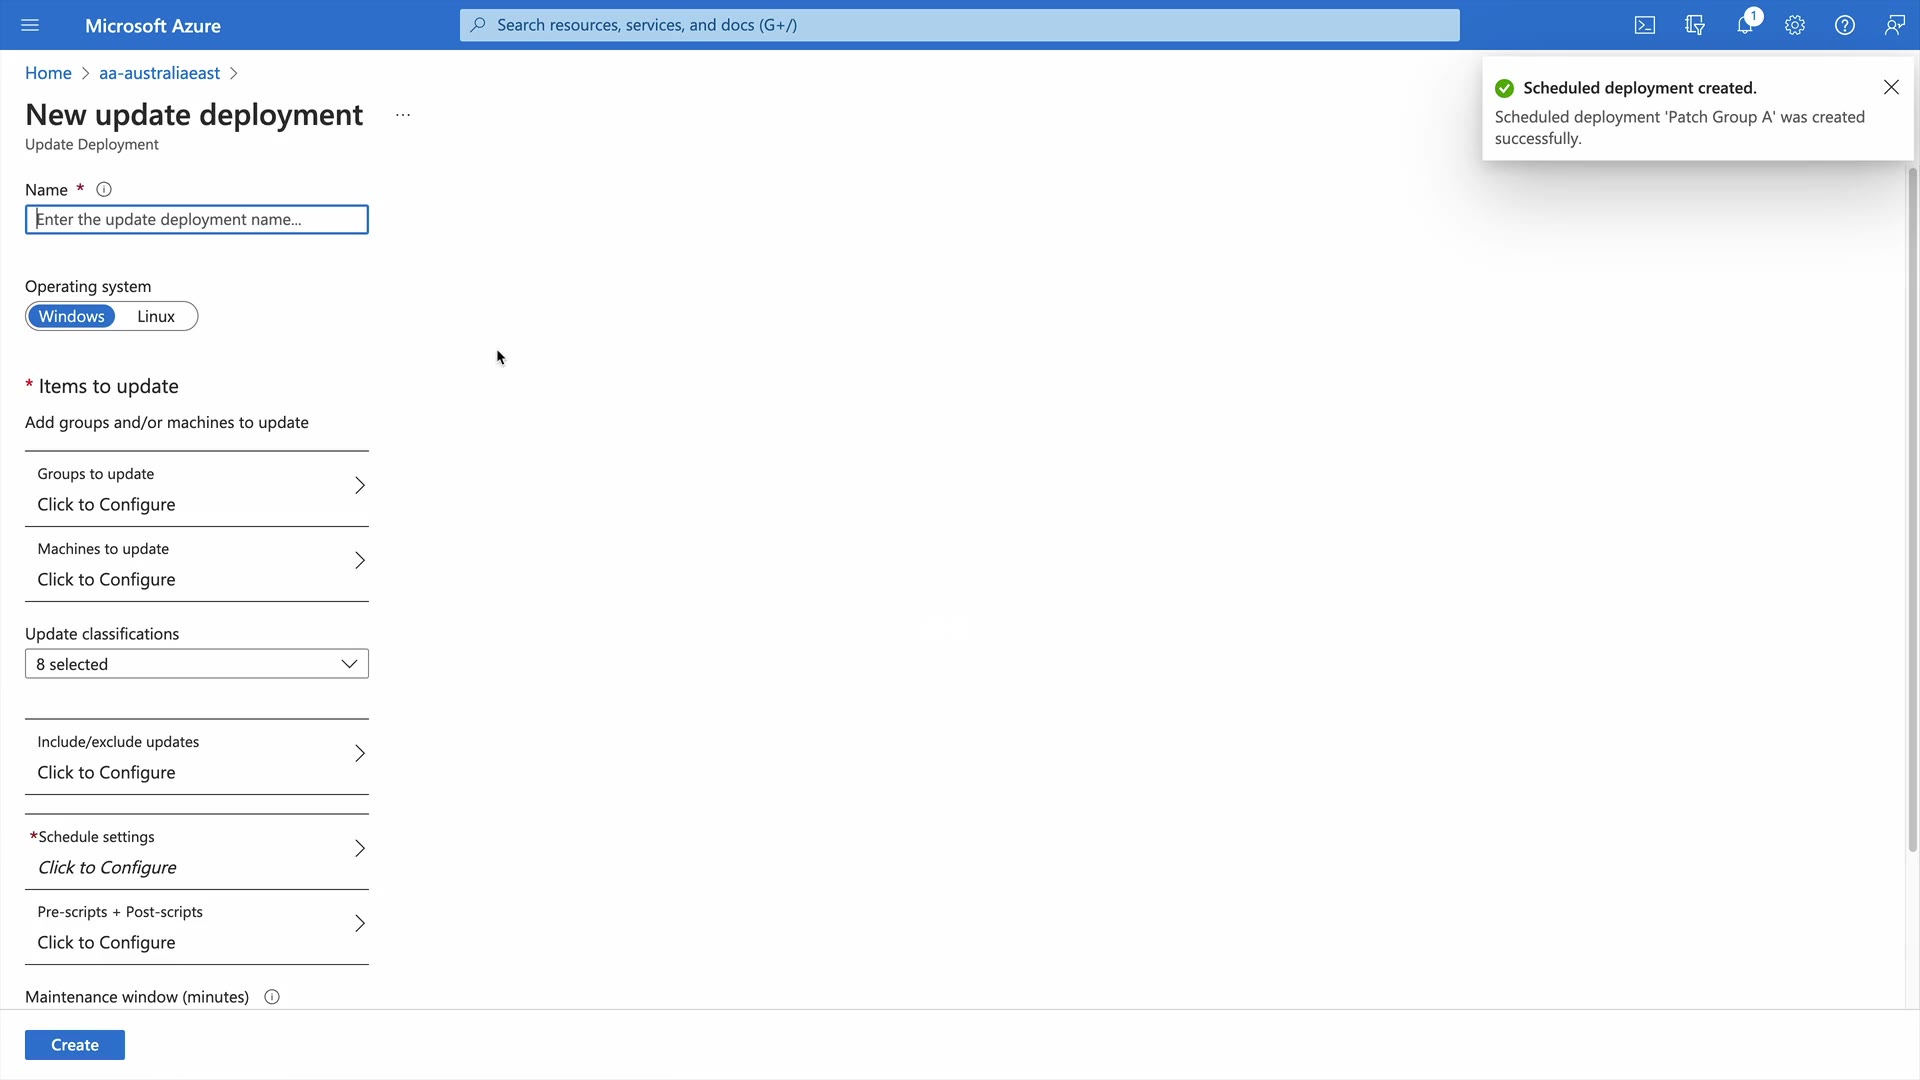 Microsoft Azure
Search resources, services, and docs (G+/)
1
Home > aa-australiaeast >
New update deployment ...
Update Deployment
Scheduled deployment created.
Scheduled deployment 'Patch Group A' was created
successfully.
Name *
Enter the update deployment name...
Operating system
Windows Linux
* Items to update
Add groups and/or machines to update
Groups to update
Click to Configure
Machines to update
Click to Configure
Update classifications
8 selected
Include/exclude updates
Click to Configure
*Schedule settings
Click to Configure
Pre-scripts + Post-scripts
Click to Configure
Maintenance window (minutes)
Create